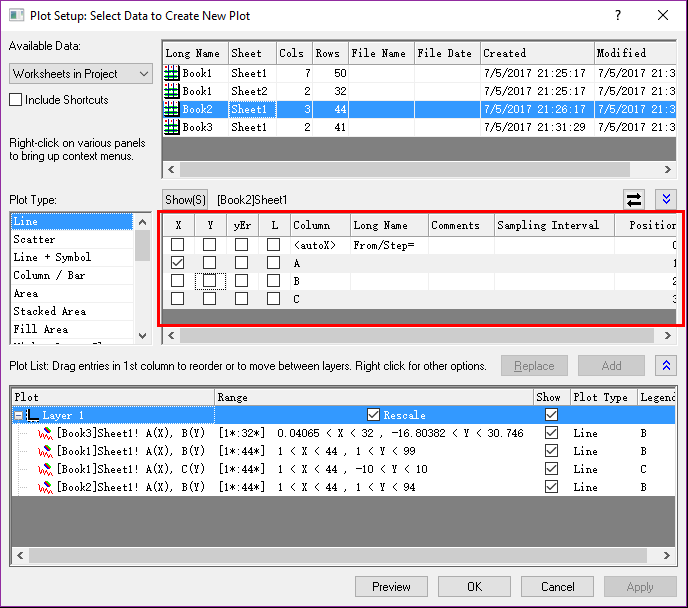 Plot Setup: Select Data to Create New Plot
Available Data:
Worksheets in Project
Include Shortcuts
Right-click on various panels
to bring up context menus.
Long Name Sheet Cols Rows File Name File Date Created Modified
Book1 Sheet1 7 50 7/5/2017 21:25:17 7/5/2017 21:3
Book1 Sheet2 2 32 7/5/2017 21:25:17 7/5/2017 21:3
Book2 Sheet1 3 44 7/5/2017 21:26:17 7/5/2017 21:3
Book3 Sheet1 2 41 7/5/2017 21:31:29 7/5/2017 21:3
Plot Type:
Line
Scatter
Line + Symbol
Column / Bar
Area
Stacked Area
Fill Area
Show(S) [Book2]Sheet1
X Y yEr L Column Long Name Comments Sampling Interval Position
<autoX> From/Step= 0
A 1
B 2
C 3
Plot List: Drag entries in 1st column to reorder or to move between layers. Right click for other options.
Replace Add
Plot Range Show Plot Type Legend
Layer 1 Rescale
[Book3]Sheet1! A(X), B(Y) [1*:32*] 0.04065 < X < 32 , -16.80382 < Y < 30.746 Line B
[Book1]Sheet1! A(X), B(Y) [1*:44*] 1 < X < 44 , 1 < Y < 99 Line B
[Book1]Sheet1! A(X), C(Y) [1*:44*] 1 < X < 44 , -10 < Y < 10 Line C
[Book2]Sheet1! A(X), B(Y) [1*:44*] 1 < X < 44 , 1 < Y < 94 Line B
Preview OK Cancel Apply